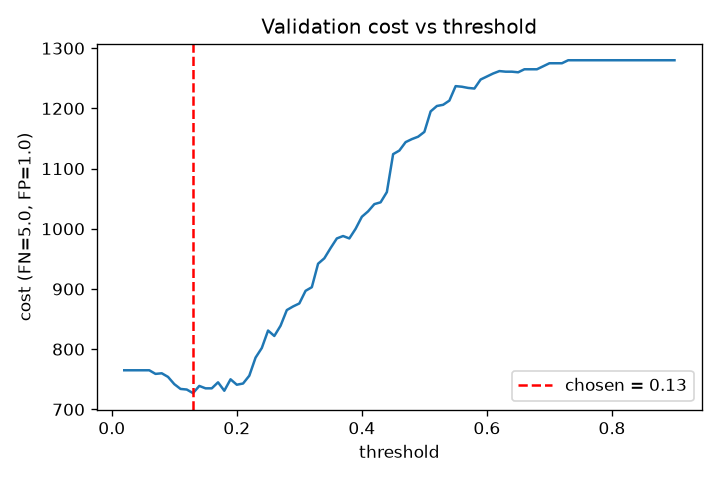 Validation cost vs threshold
1300
1200
1100
1000
900
800
700
cost (FN=5.0, FP=1.0)
chosen = 0.13
0.0 0.2 0.4 0.6 0.8
threshold